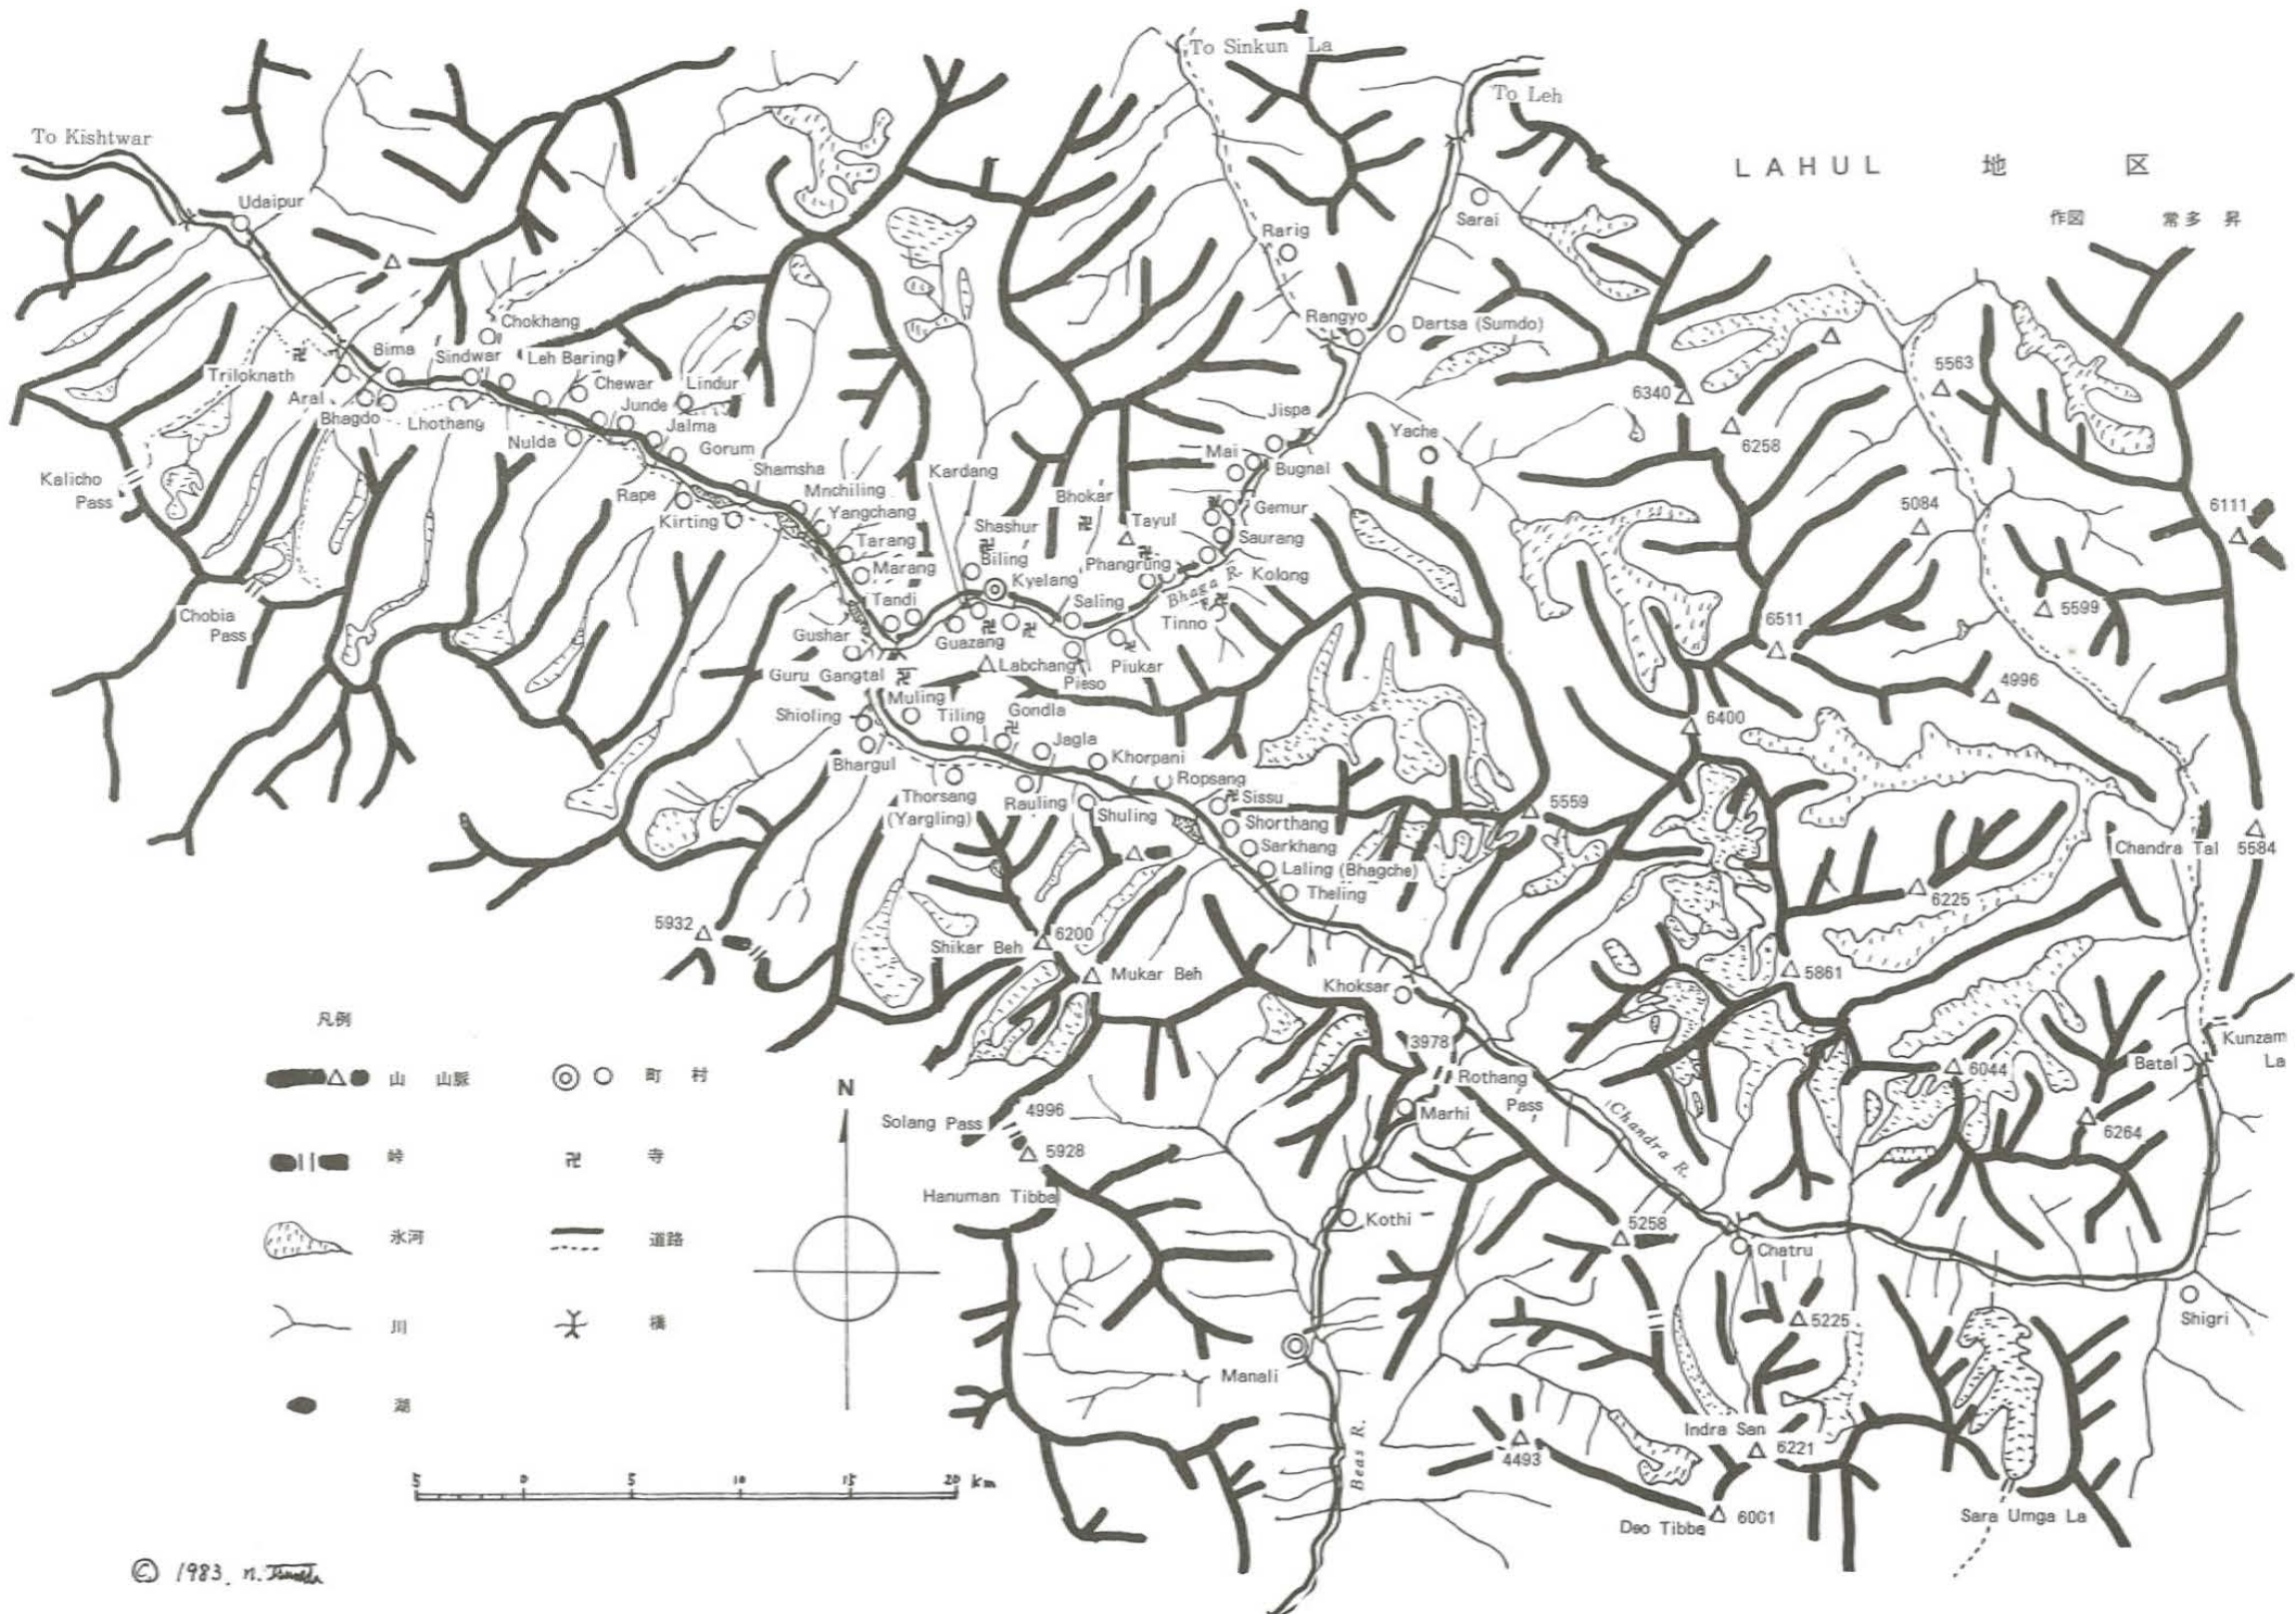 To Sinkun La
To Leh
To Kishtwar
LAHUL 地 区
作図 常多 昇
Udaipur
Sarai
Rarig
Rangyo
Dartsa (Sumdo)
Chokhang
Bima
Sindwar
Leh Baring
Triloknath
Chewar
Lindur
Aral
Junde
Bhagdo
Lhothang
Jalma
Nulda
Gorum
5563
6340
6258
Jispa
Yache
Mai
Bugnal
Kalicho
Pass
Shamsha
Kardang
Rape
Mnchiling
Bhokar
Yangchang
Kirting
Shashur
Tayul
Gemur
5084
6111
Tarang
Saurang
Marang
Biling
Phangrung
Kyelang
Bhaga R.
Kolong
Tandi
Saling
Tinno
5599
Chobia
Pass
Gushar
Guazang
6511
Labchang
Piukar
Guru Gangtal
Pieso
4996
Muling
Shioling
Tiling
Gondla
6400
Jagla
Bhargul
Khorpani
Ropsang
Thorsang
(Yargling)
Rauling
Sissu
5559
Shuling
Shorthang
Sarkhang
Chandra Tal
5584
Laling (Bhagche)
Theling
6225
5932
6200
Shikar Beh
Mukar Beh
5861
Khoksar
凡例
3978
Kunzam
La
山 山脈
町 村
N
Rothang
Pass
6044
Batal
Solang Pass
4996
Marhi
Chandra R.
6264
峠
寺
5928
Hanuman Tibba
Kothi
氷河
道路
5258
Chatru
Shigri
川
橋
5225
Manali
湖
Indra San
6221
4493
Beas R.
5 0 5 10 15 20 km
Deo Tibba
6001
Sara Umga La
© 1983.